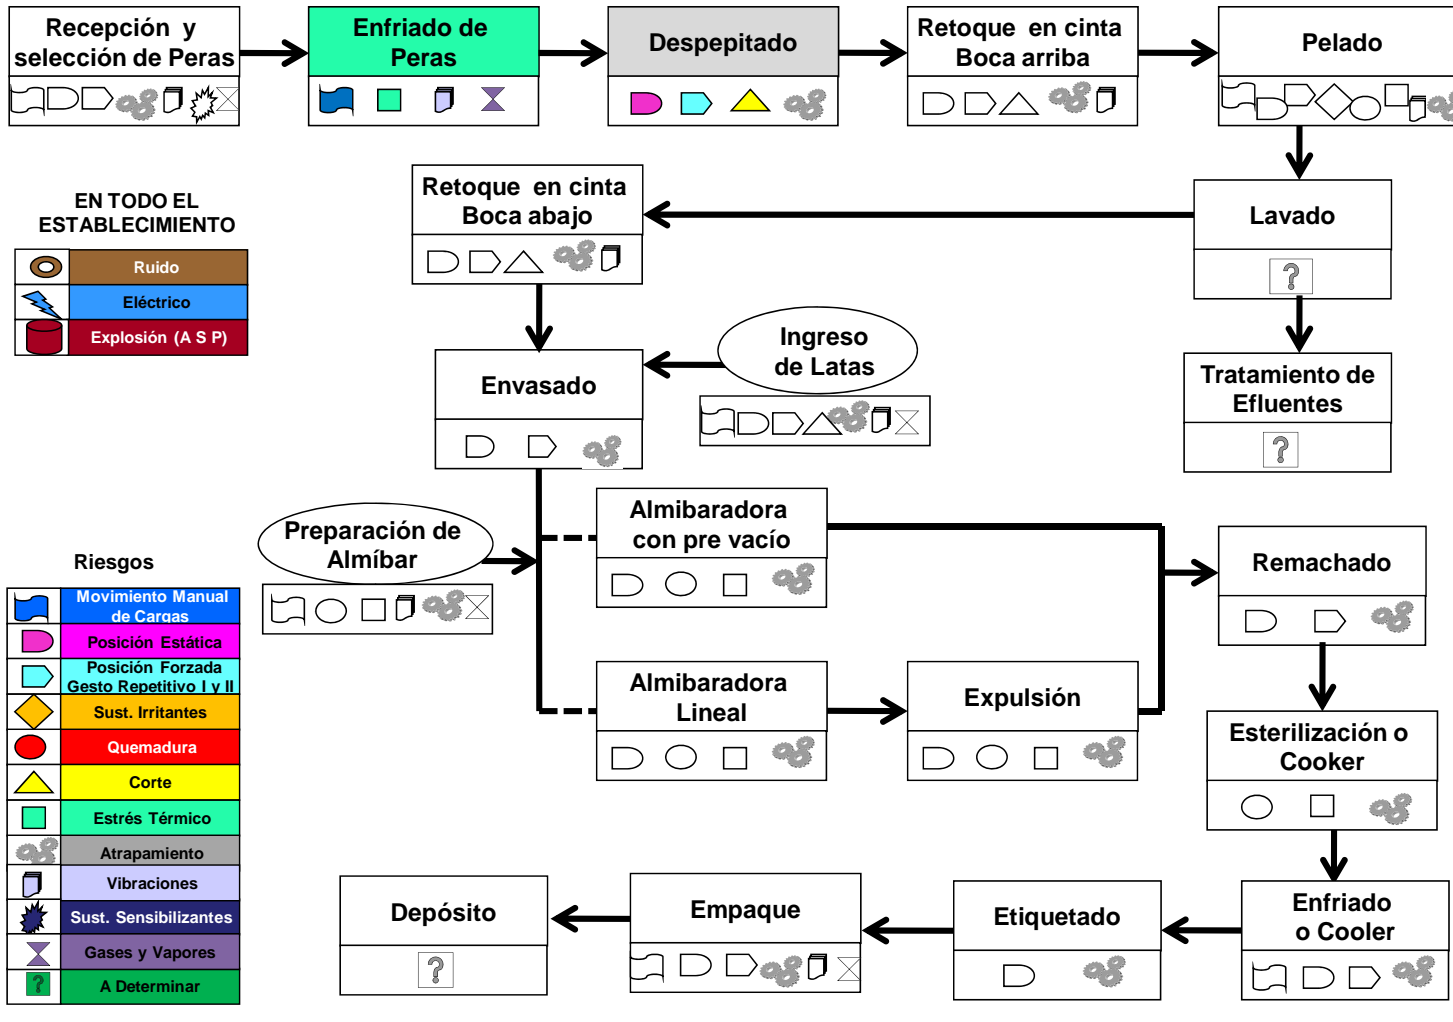 Recepción y
selección de Peras
Enfriado de
Peras
Despepitado
Retoque en cinta
Boca arriba
Pelado
EN TODO EL
ESTABLECIMIENTO
Ruido
Eléctrico
Explosión (A S P)
Retoque en cinta
Boca abajo
Lavado
?
Ingreso
de Latas
Envasado
Tratamiento de
Efluentes
?
Preparación de
Almíbar
Almibaradora
con pre vacío
Remachado
Riesgos
Movimiento Manual
de Cargas
Posición Estática
Posición Forzada
Gesto Repetitivo I y II
Sust. Irritantes
Quemadura
Corte
Estrés Térmico
Atrapamiento
Vibraciones
Sust. Sensibilizantes
Gases y Vapores
?
A Determinar
Almibaradora
Lineal
Expulsión
Esterilización o
Cooker
Depósito
?
Empaque
Etiquetado
Enfriado
o Cooler